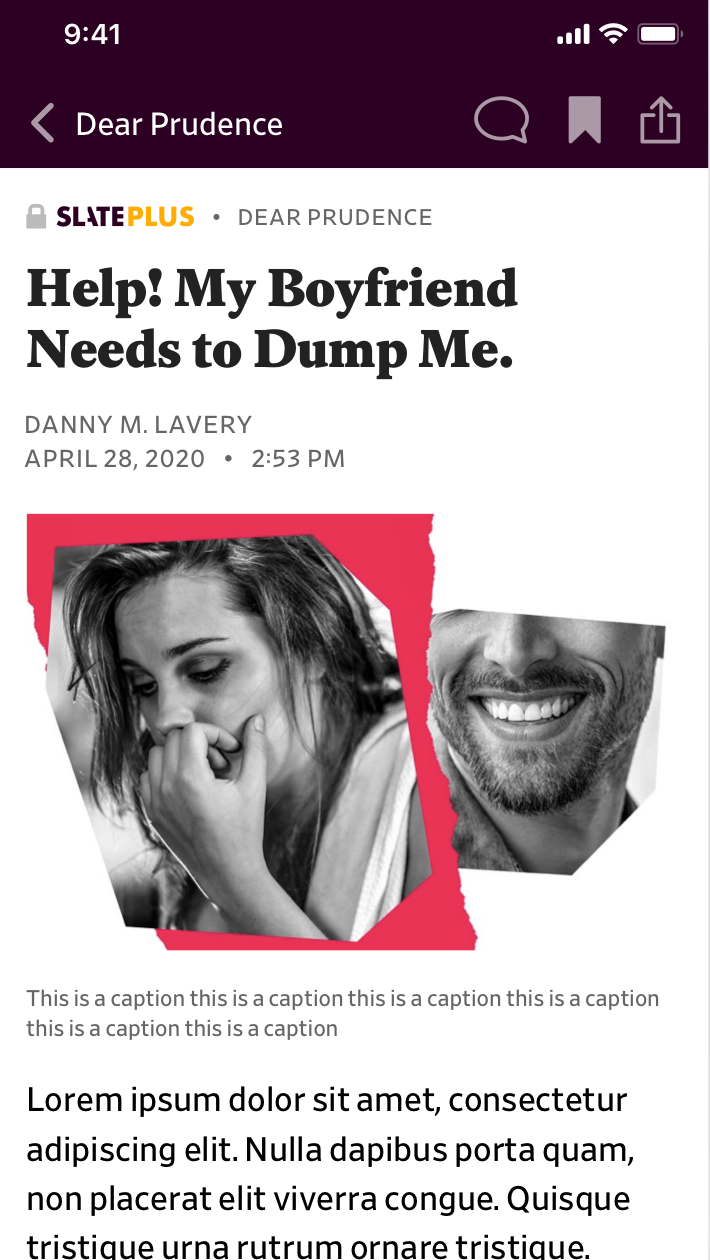 9:41
Dear Prudence
SLATEPLUS • DEAR PRUDENCE
Help! My Boyfriend
Needs to Dump Me.
DANNY M. LAVERY
APRIL 28, 2020 • 2:53 PM
This is a caption this is a caption this is a caption this is a caption
this is a caption this is a caption
Lorem ipsum dolor sit amet, consectetur
adipiscing elit. Nulla dapibus porta quam,
non placerat elit viverra congue. Quisque
tristique urna rutrum ornare tristique.